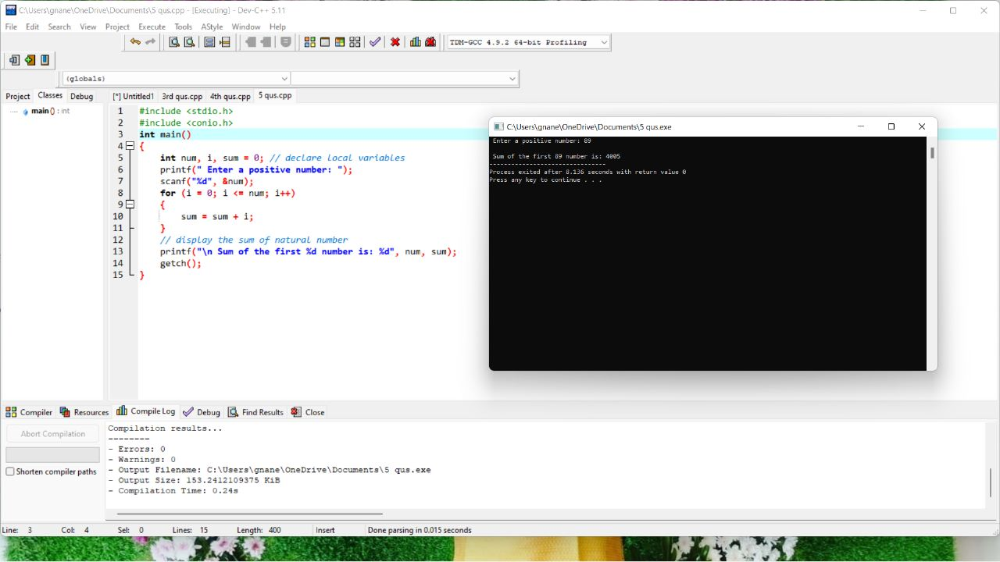 C:\Users\gnane\OneDrive\Documents\5 qus.cpp - [Executing] - Dev-C++ 5.11
File Edit Search View Project Execute Tools AStyle Window Help
TDM-GCC 4.9.2 64-bit Profiling
(globals)
Project Classes Debug
[*] Untitled1 3rd qus.cpp 4th qus.cpp 5 qus.cpp
main() : int
1 #include <stdio.h>
2 #include <conio.h>
3 int main()
4 {
5 int num, i, sum = 0; // declare local variables
6 printf(" Enter a positive number: ");
7 scanf("%d", &num);
8 for (i = 0; i <= num; i++)
9 {
10 sum = sum + i;
11 }
12 // display the sum of natural number
13 printf("\n Sum of the first %d number is: %d", num, sum);
14 getch();
15 }
C:\Users\gnane\OneDrive\Documents\5 qus.exe
Enter a positive number: 89
Sum of the first 89 number is: 4005
--------------------------------
Process exited after 8.136 seconds with return value 0
Press any key to continue . . .
Compiler Resources Compile Log Debug Find Results Close
Abort Compilation
Shorten compiler paths
Compilation results...
--------
- Errors: 0
- Warnings: 0
- Output Filename: C:\Users\gnane\OneDrive\Documents\5 qus.exe
- Output Size: 153.2412109375 KiB
- Compilation Time: 0.24s
Line: 3 Col: 4 Sel: 0 Lines: 15 Length: 400 Insert Done parsing in 0.015 seconds